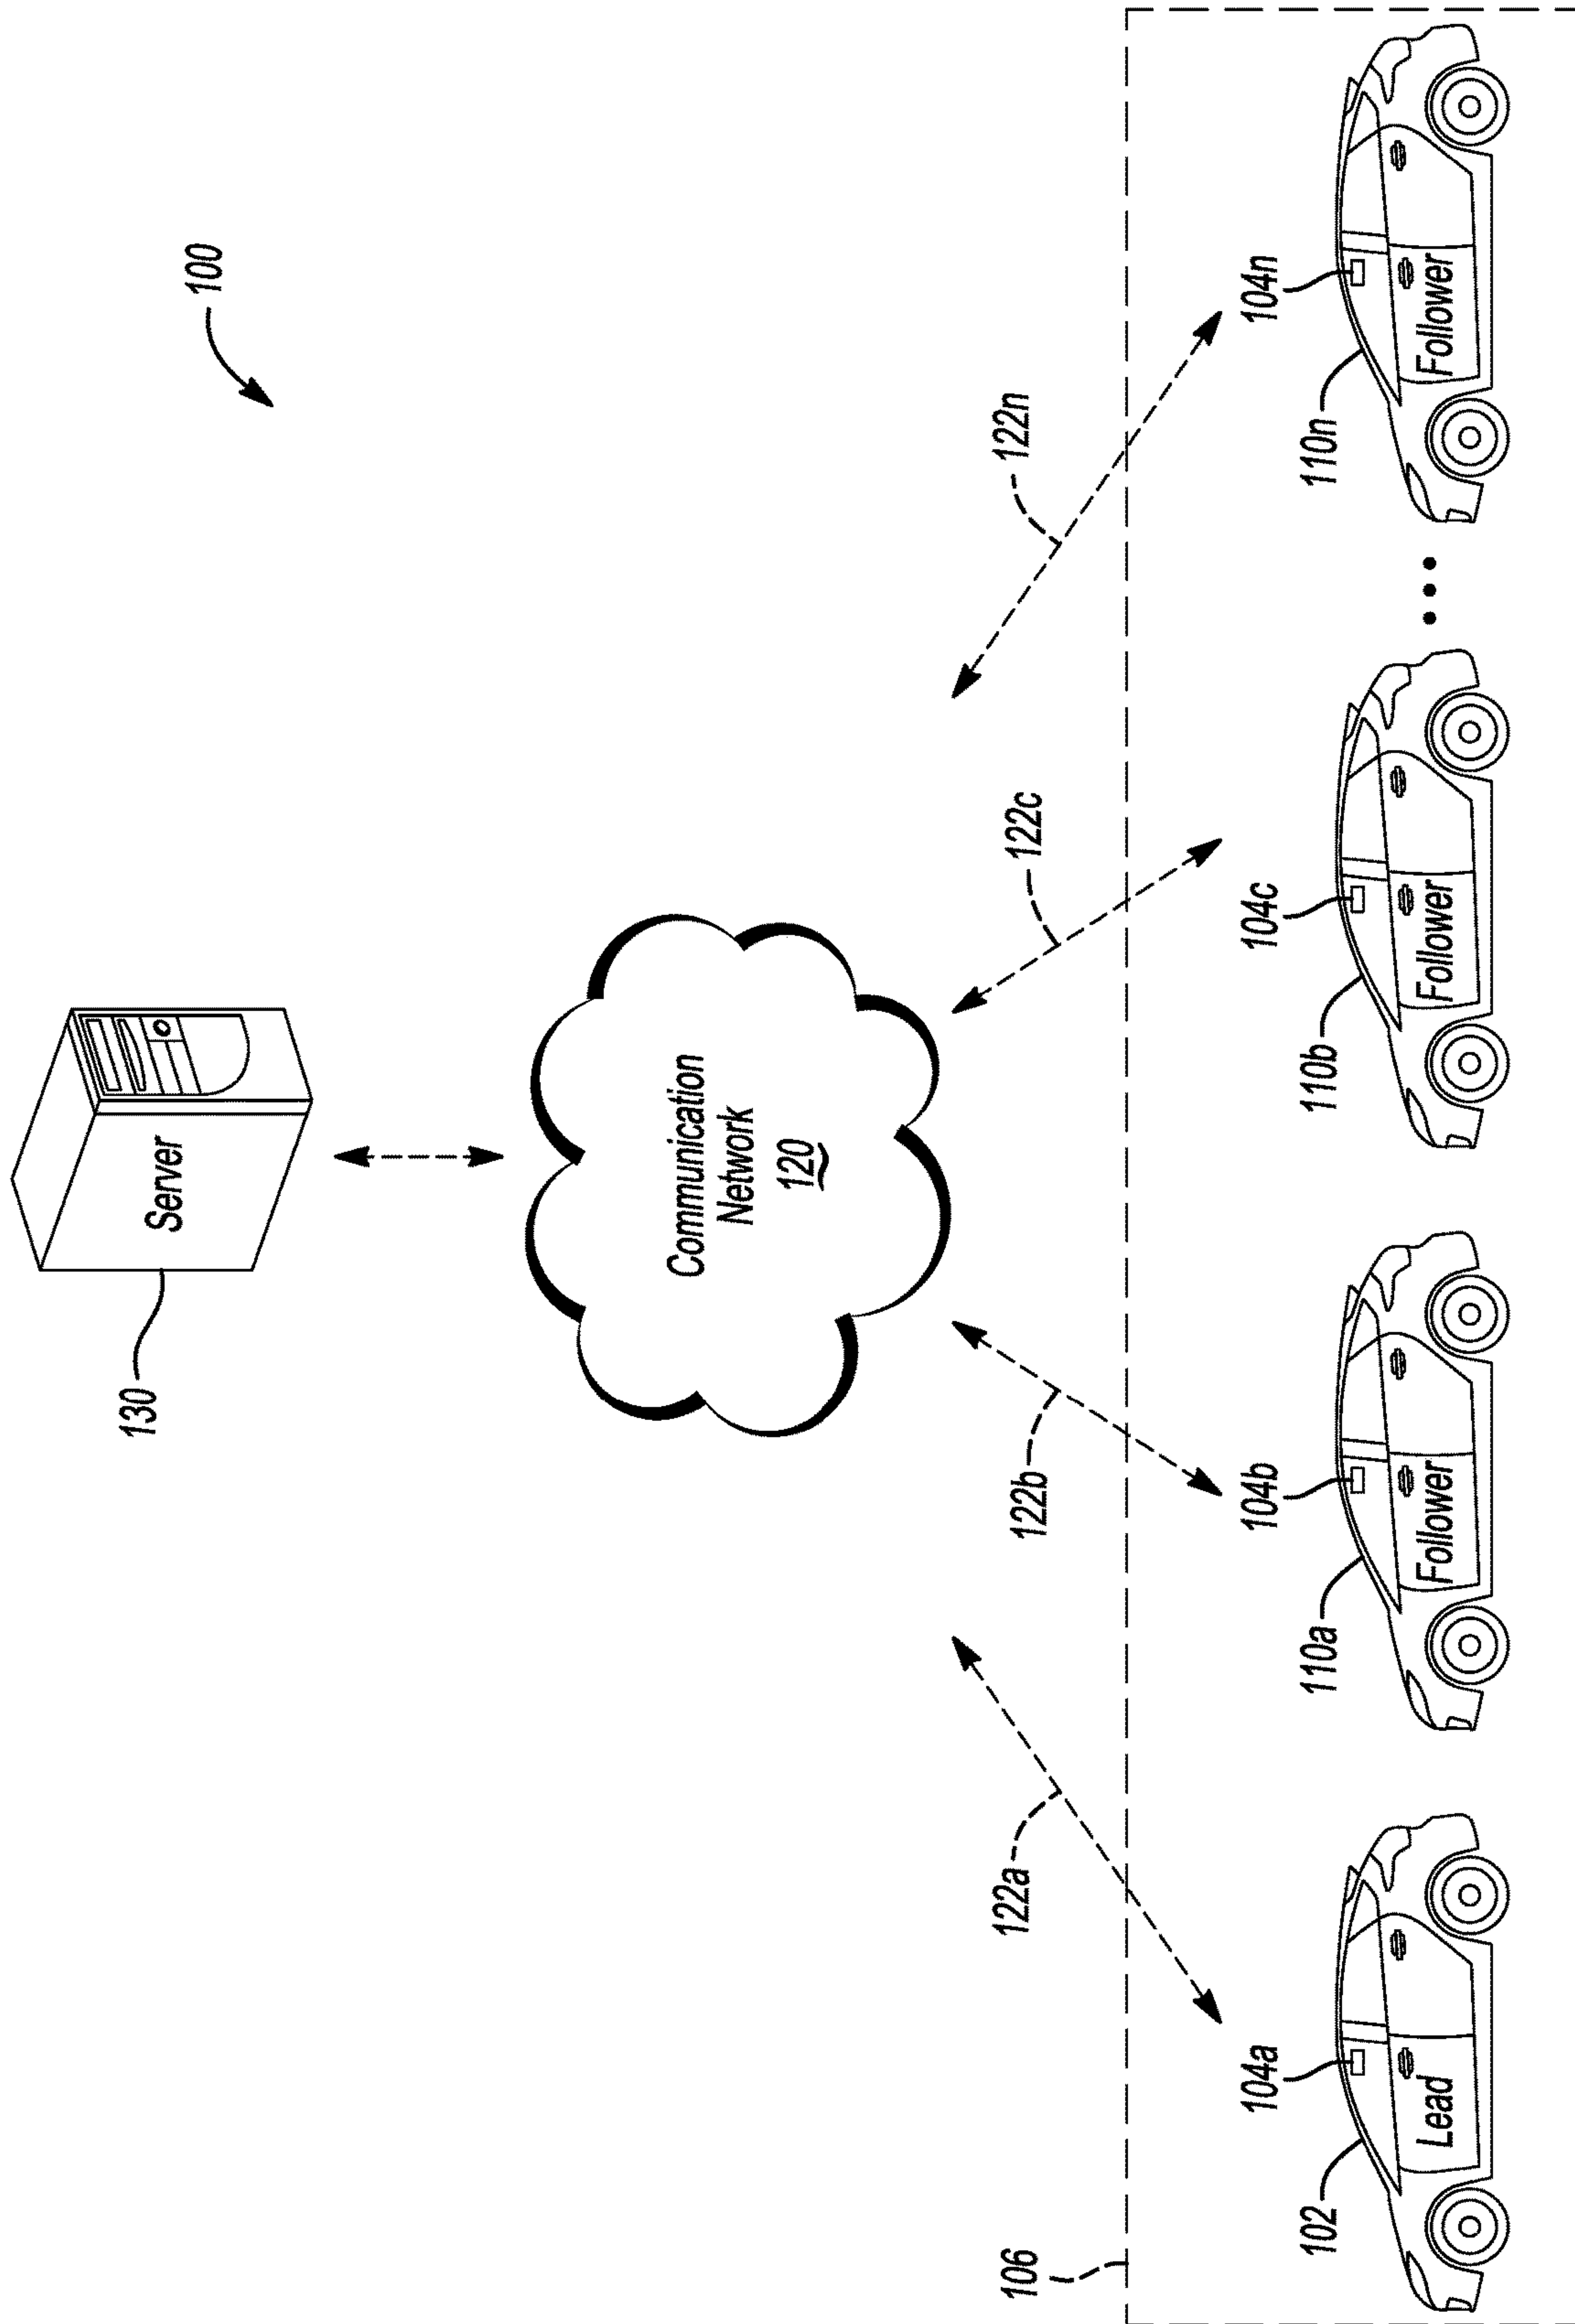 100
Server
130
Communication
Network
120
122a
122b
122c
122n
106
104a
104b
104c
104n
102
110a
110b
110n
Lead
Follower
Follower
Follower